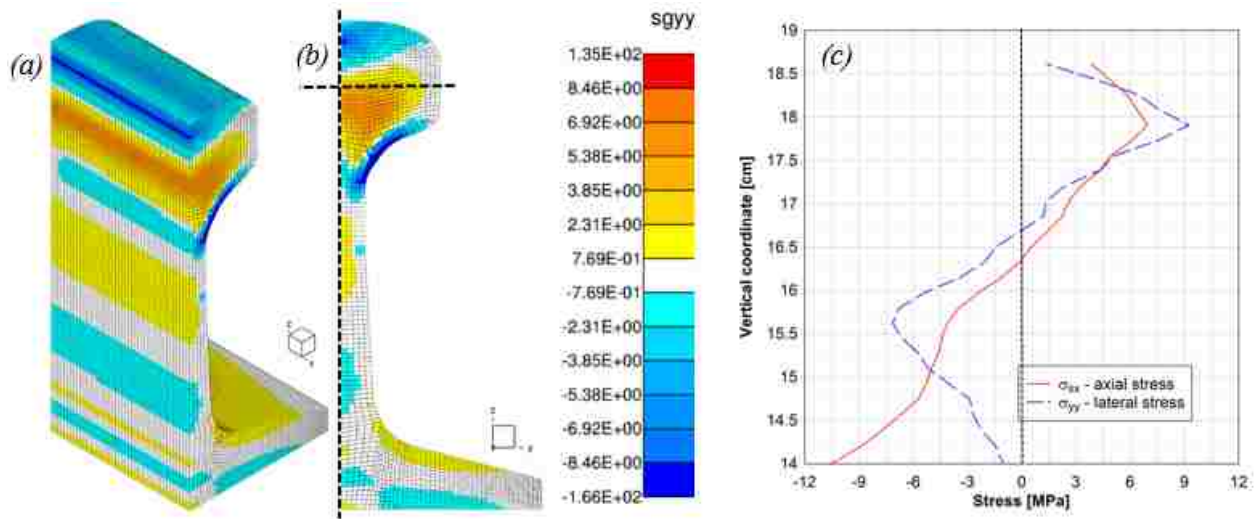 (a)
(b)
sgyy
1.35E+02
8.46E+00
6.92E+00
5.38E+00
3.85E+00
2.31E+00
7.69E-01
-7.69E-01
-2.31E+00
-3.85E+00
-5.38E+00
-6.92E+00
-8.46E+00
-1.66E+02
(c)
Vertical coordinate [cm]
19
18.5
18
17.5
17
16.5
16
15.5
15
14.5
14
σxx - axial stress
σyy - lateral stress
-12 -9 -6 -3 0 3 6 9 12
Stress [MPa]